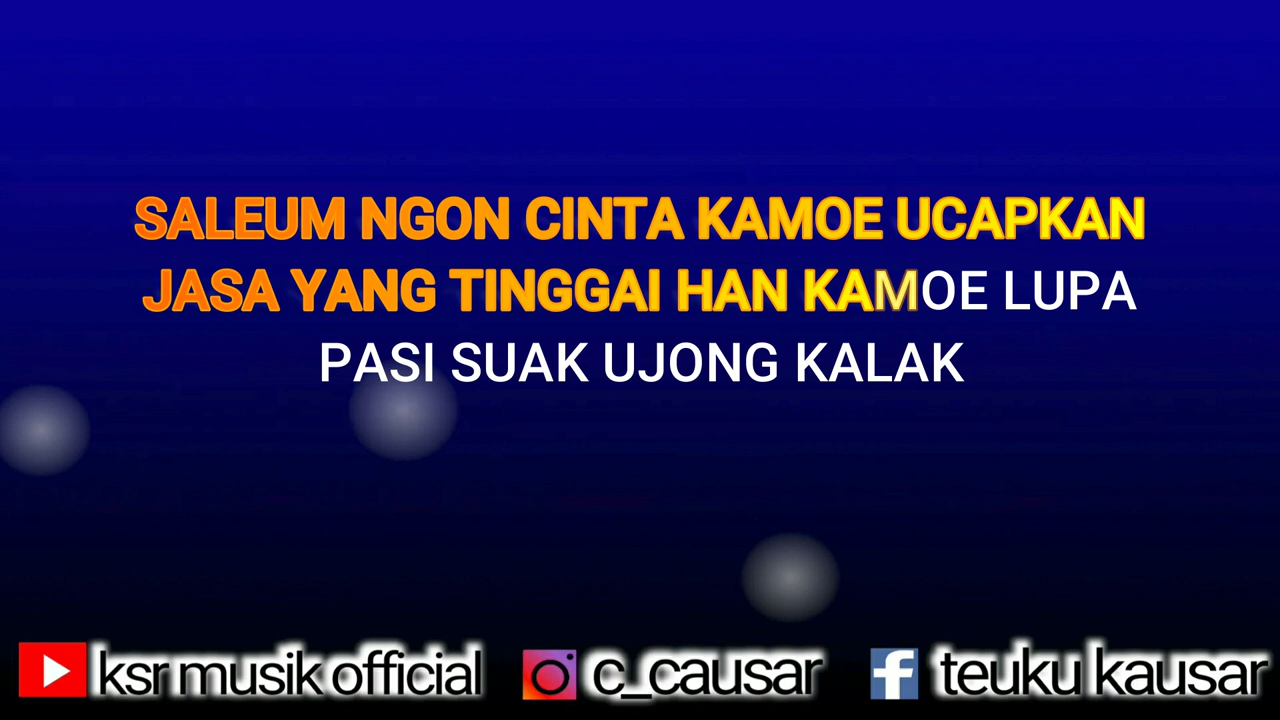 SALEUM NGON CINTA KAMOE UCAPKAN
JASA YANG TINGGAI HAN KAMOE LUPA
PASI SUAK UJONG KALAK
ksr musik official c_causar teuku kausar